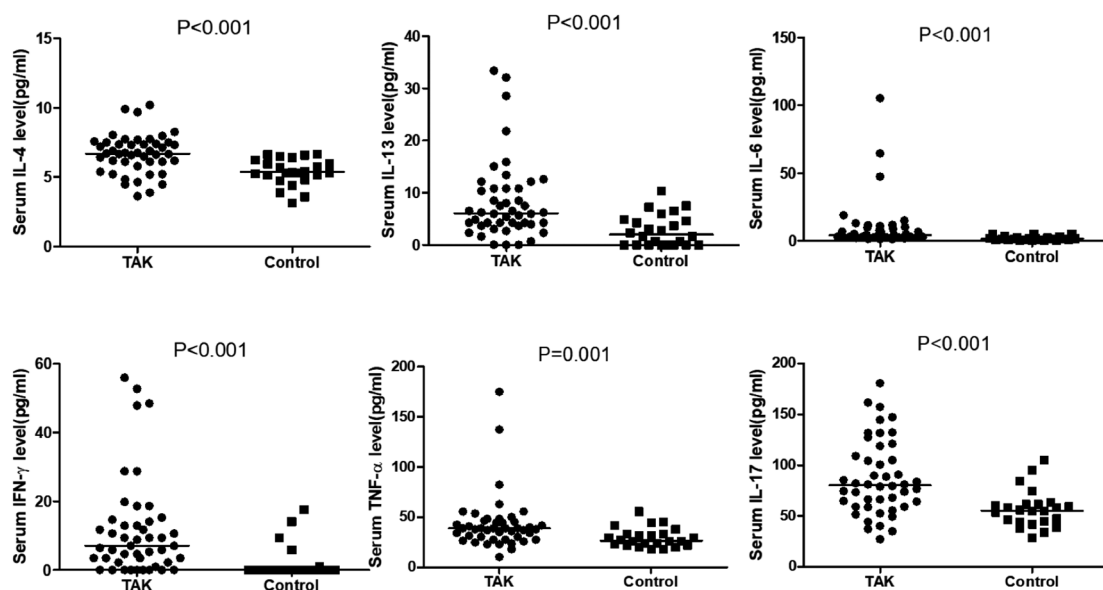 P<0.001
Serum IL-4 level(pg/ml)
15
10
5
0
TAK Control
P<0.001
Sreum IL-13 level(pg/ml)
40
30
20
10
0
TAK Control
P<0.001
Serum IL-6 level(pg.ml)
150
100
50
0
TAK Control
P<0.001
Serum IFN-γ level(pg/ml)
60
40
20
0
TAK Control
P=0.001
Serum TNF-α level(pg/ml)
200
150
100
50
0
TAK Control
P<0.001
Serum IL-17 level(pg/ml)
200
150
100
50
0
TAK Control